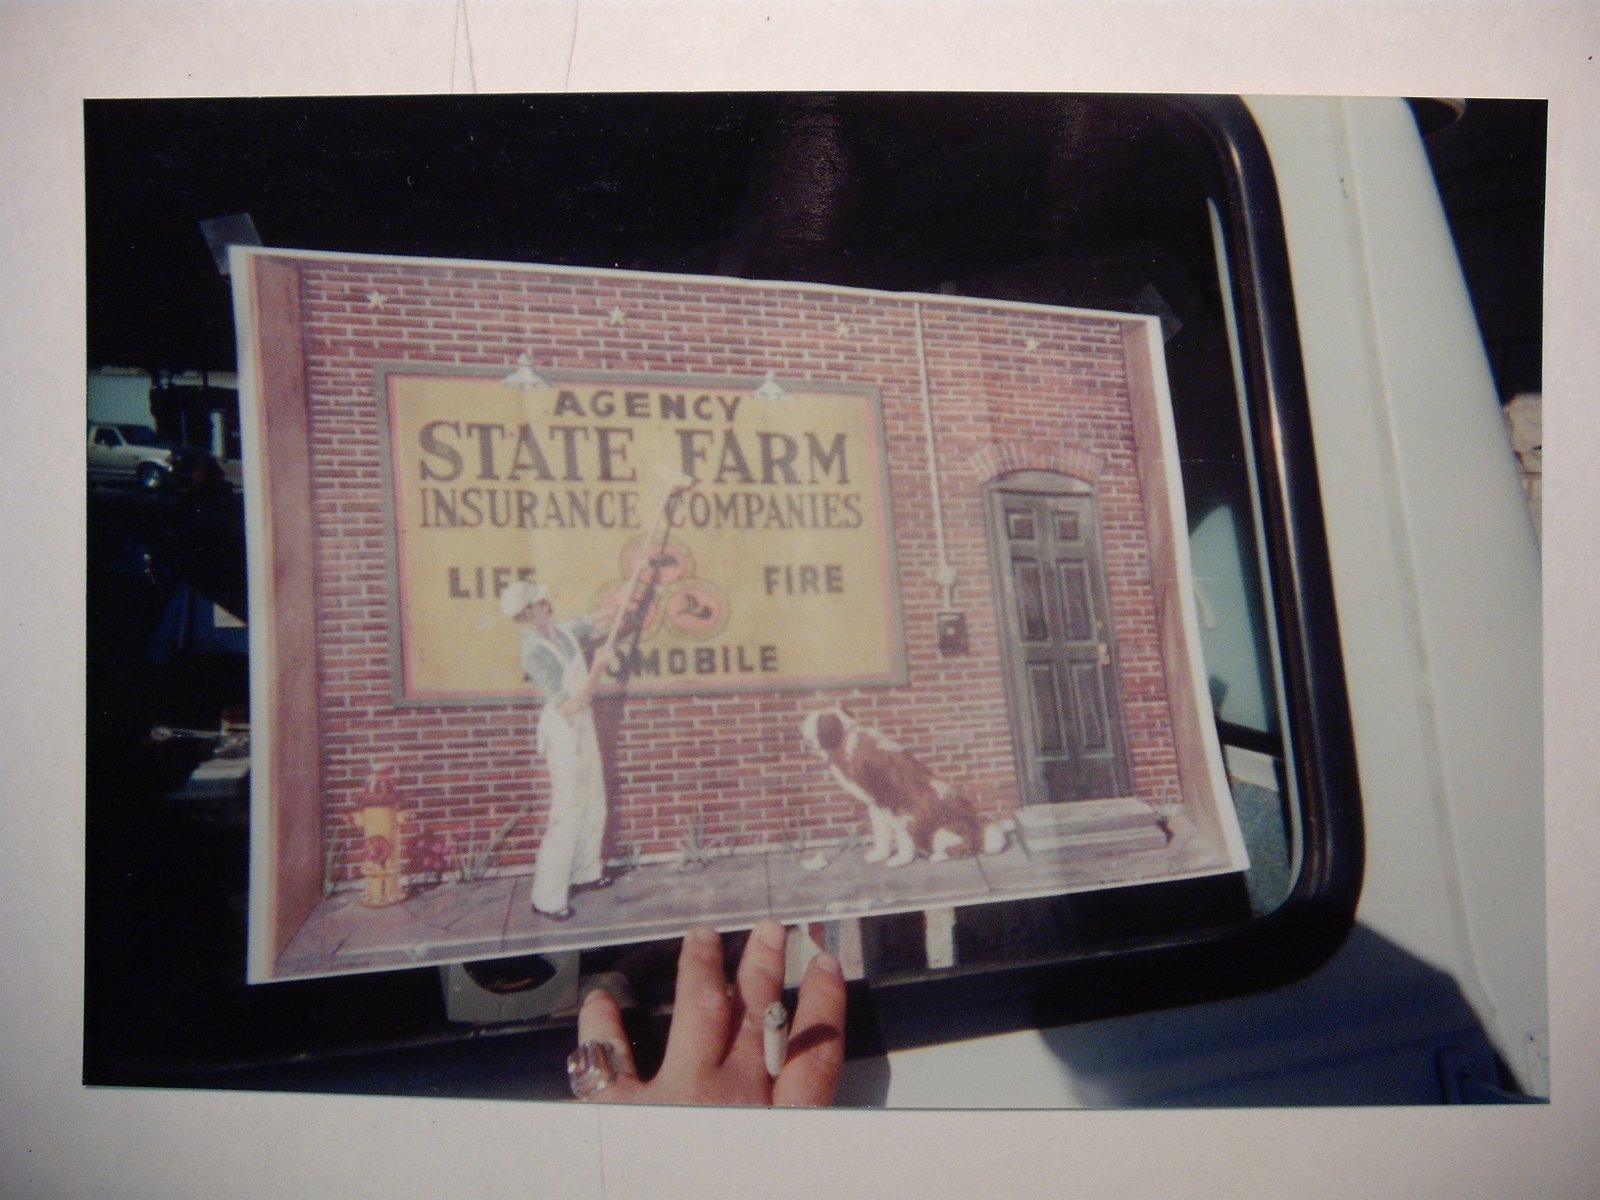 AGENCY
STATE FARM
INSURANCE COMPANIES
LIFE FIRE
MOBILE